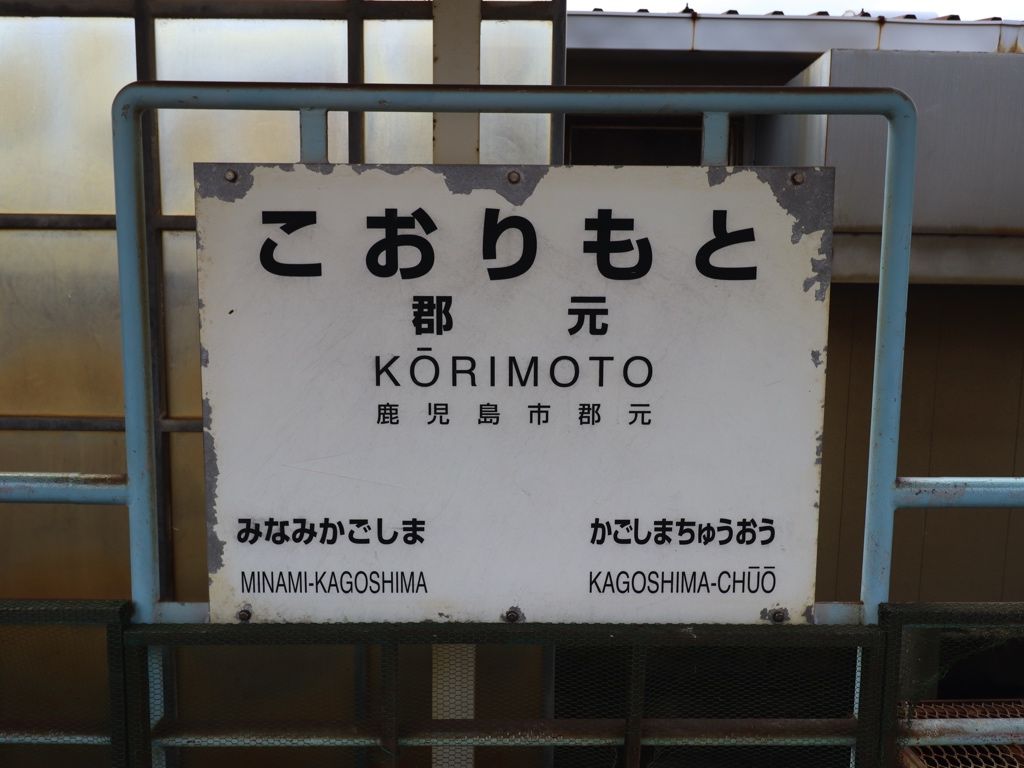 こおりもと
郡元
KŌRIMOTO
鹿児島市郡元
みなみかごしま かごしまちゅうおう
MINAMI-KAGOSHIMA KAGOSHIMA-CHŪŌ